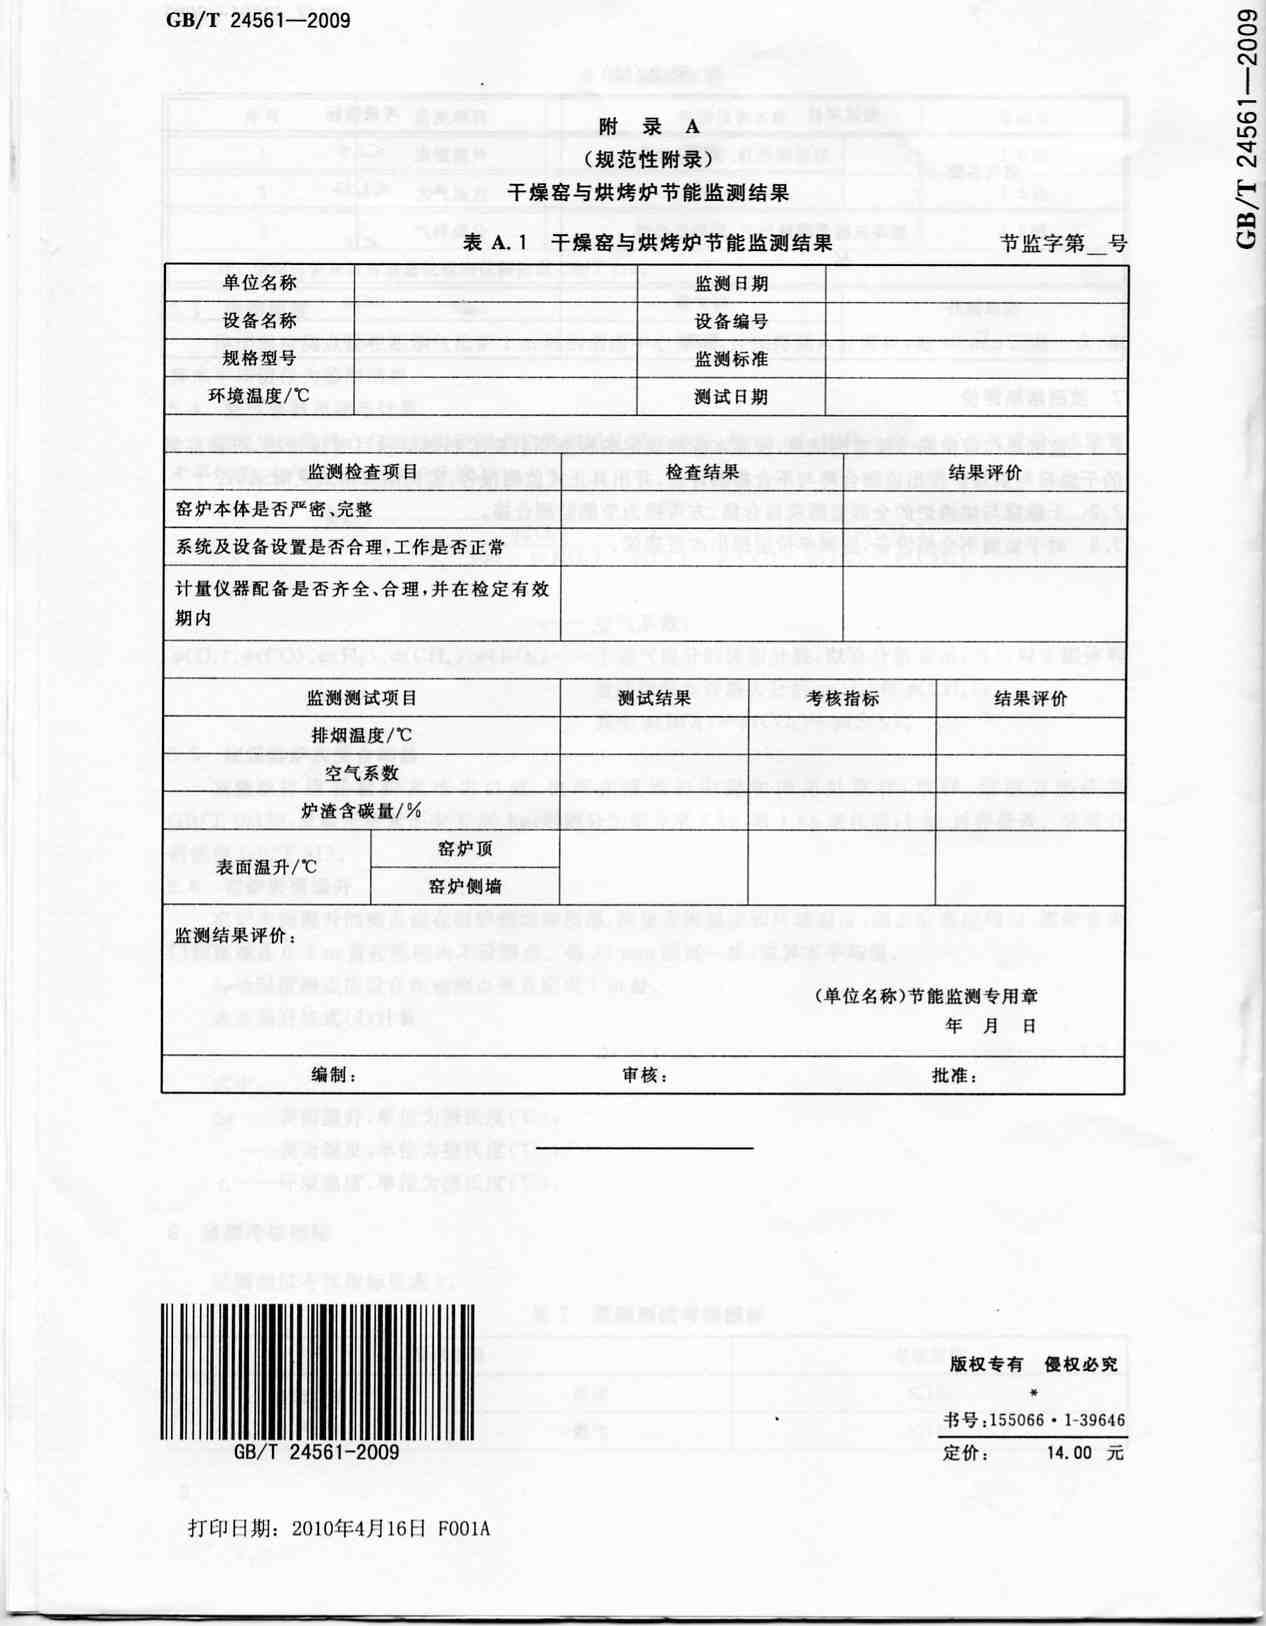 GB/T 24561—2009
GB/T 24561—2009
附 录 A
(规范性附录)
干燥窑与烘烤炉节能监测结果
表 A.1 干燥窑与烘烤炉节能监测结果 节监字第__号
单位名称 监测日期
设备名称 设备编号
规格型号 监测标准
环境温度/℃ 测试日期
监测检查项目 检查结果 结果评价
窑炉本体是否严密、完整
系统及设备设置是否合理,工作是否正常
计量仪器配备是否齐全、合理,并在检定有效
期内
监测测试项目 测试结果 考核指标 结果评价
排烟温度/℃
空气系数
炉渣含碳量/%
表面温升/℃ 窑炉顶
窑炉侧墙
监测结果评价:
(单位名称)节能监测专用章
年 月 日
编制: 审核: 批准:
GB/T 24561-2009
版权专有 侵权必究
*
书号:155066·1-39646
定价: 14.00 元
打印日期: 2010年4月16日 F001A